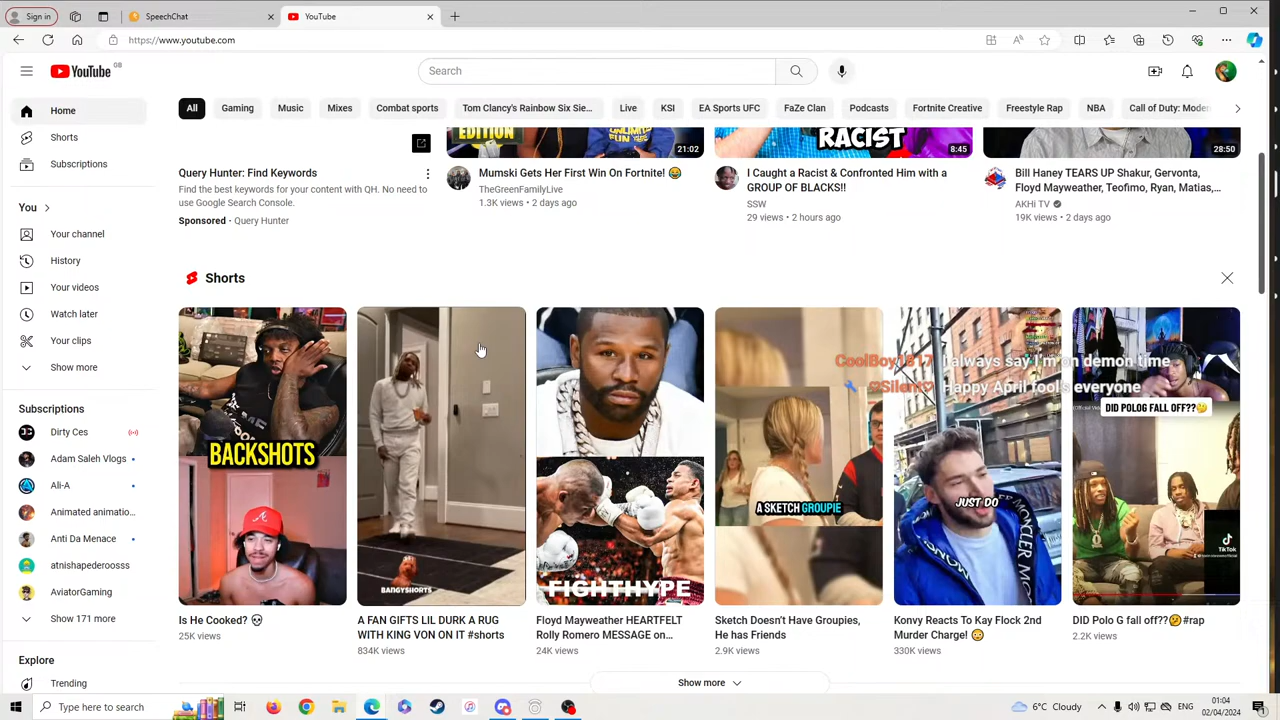 Sign in
SpeechChat
YouTube
https://www.youtube.com
YouTube GB
Search
Home
Shorts
Subscriptions
You
Your channel
History
Your videos
Watch later
Your clips
Show more
Subscriptions
Dirty Ces
Adam Saleh Vlogs
Ali-A
Animated animatio...
Anti Da Menace
atnishapederoosss
AviatorGaming
Show 171 more
Explore
Trending
All
Gaming
Music
Mixes
Combat sports
Tom Clancy's Rainbow Six Sie...
Live
KSI
EA Sports UFC
FaZe Clan
Podcasts
Fortnite Creative
Freestyle Rap
NBA
Call of Duty: Moder
Query Hunter: Find Keywords
Find the best keywords for your content with QH. No need to
use Google Search Console.
Sponsored · Query Hunter
EDITION
21:02
Mumski Gets Her First Win On Fortnite! 😂
TheGreenFamilyLive
1.3K views • 2 days ago
RACIST
8:45
I Caught a Racist & Confronted Him with a
GROUP OF BLACKS!!
SSW
29 views • 2 hours ago
28:50
Bill Haney TEARS UP Shakur, Gervonta,
Floyd Mayweather, Teofimo, Ryan, Matias,...
AKHi TV
19K views • 2 days ago
Shorts
BACKSHOTS
Is He Cooked? 💀
25K views
BANGYSHORTS
A FAN GIFTS LIL DURK A RUG
WITH KING VON ON IT #shorts
834K views
FIGHTHYPE
Floyd Mayweather HEARTFELT
Rolly Romero MESSAGE on...
24K views
A SKETCH GROUPIE
Sketch Doesn't Have Groupies,
He has Friends
2.9K views
JUST DO
MONCLER
Konvy Reacts To Kay Flock 2nd
Murder Charge! 😳
330K views
DID POLOG FALL OFF??🤔
TikTok
DID Polo G fall off??😕#rap
2.2K views
CoolBoy1817 I always say I'm on demon time
♡Silent♡ Happy April fool's everyone
Show more
Type here to search
6°C Cloudy
ENG
01:04
02/04/2024